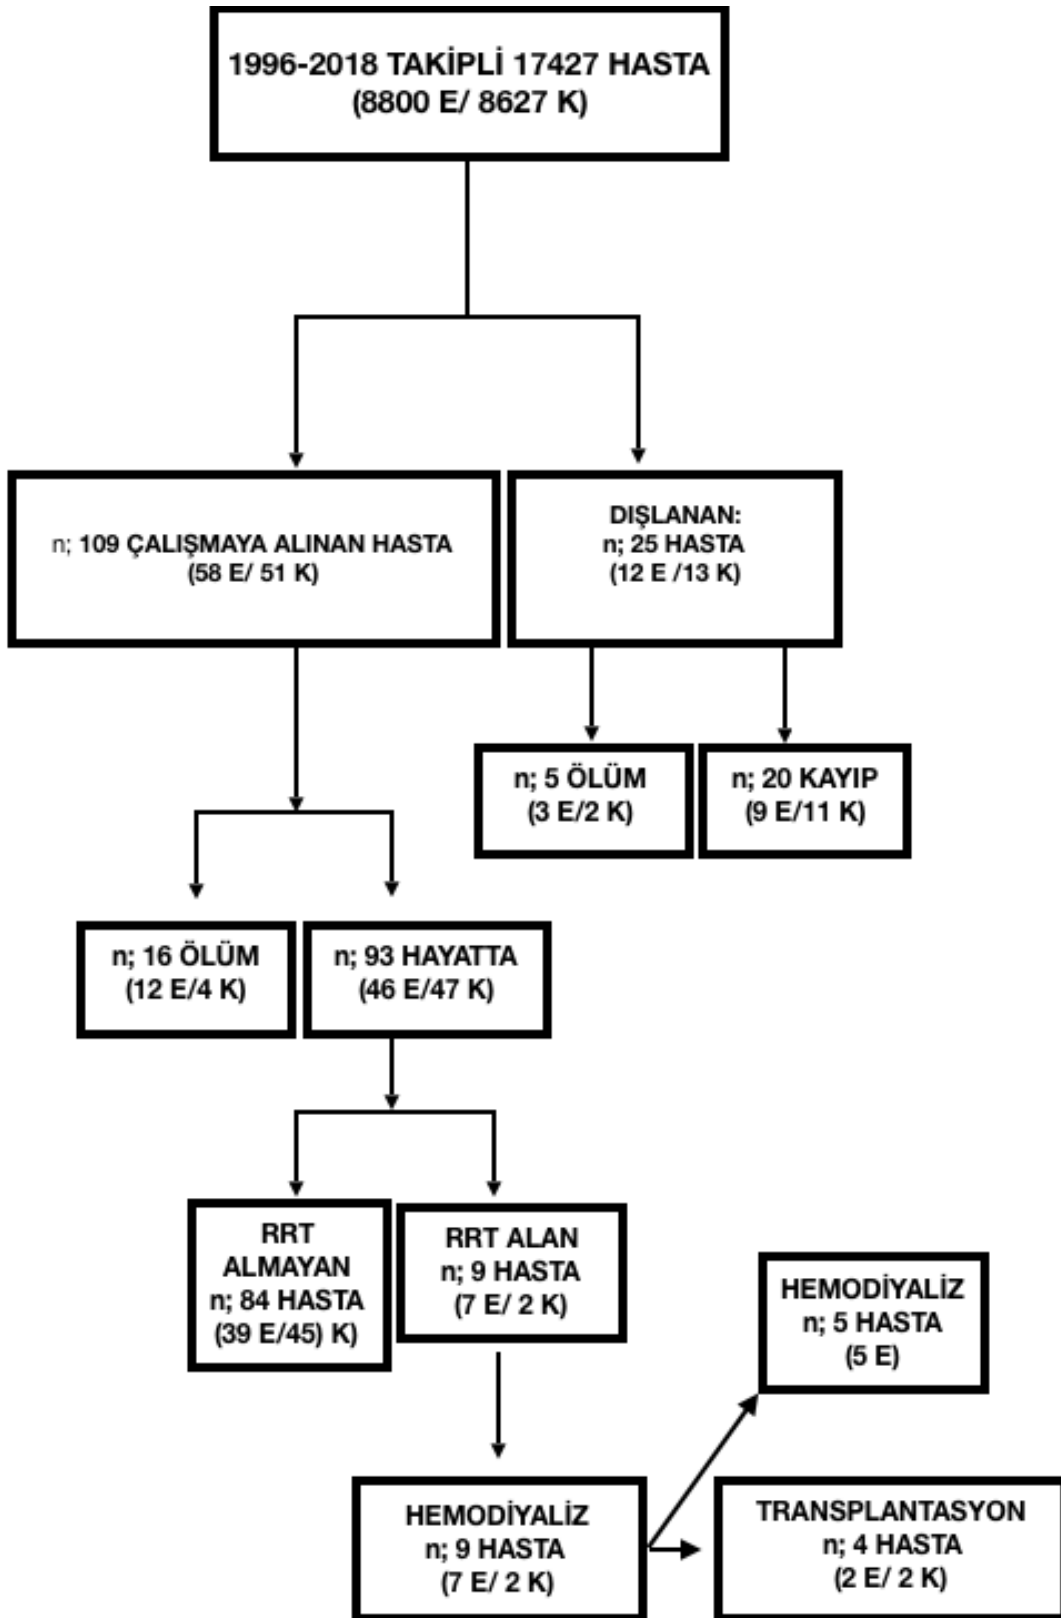 1996-2018 TAKİPLİ 17427 HASTA
(8800 E/ 8627 K)
n; 109 ÇALIŞMAYA ALINAN HASTA
(58 E/ 51 K)
DIŞLANAN:
n; 25 HASTA
(12 E /13 K)
n; 5 ÖLÜM
(3 E/2 K)
n; 20 KAYIP
(9 E/11 K)
n; 16 ÖLÜM
(12 E/4 K)
n; 93 HAYATTA
(46 E/47 K)
RRT
ALMAYAN
n; 84 HASTA
(39 E/45) K)
RRT ALAN
n; 9 HASTA
(7 E/ 2 K)
HEMODİYALİZ
n; 5 HASTA
(5 E)
HEMODİYALİZ
n; 9 HASTA
(7 E/ 2 K)
TRANSPLANTASYON
n; 4 HASTA
(2 E/ 2 K)